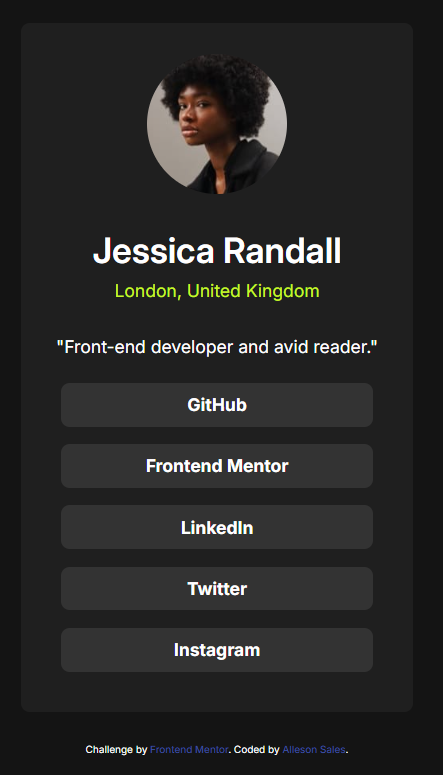 Jessica Randall
London, United Kingdom
"Front-end developer and avid reader."
GitHub
Frontend Mentor
LinkedIn
Twitter
Instagram
Challenge by Frontend Mentor. Coded by Alleson Sales.